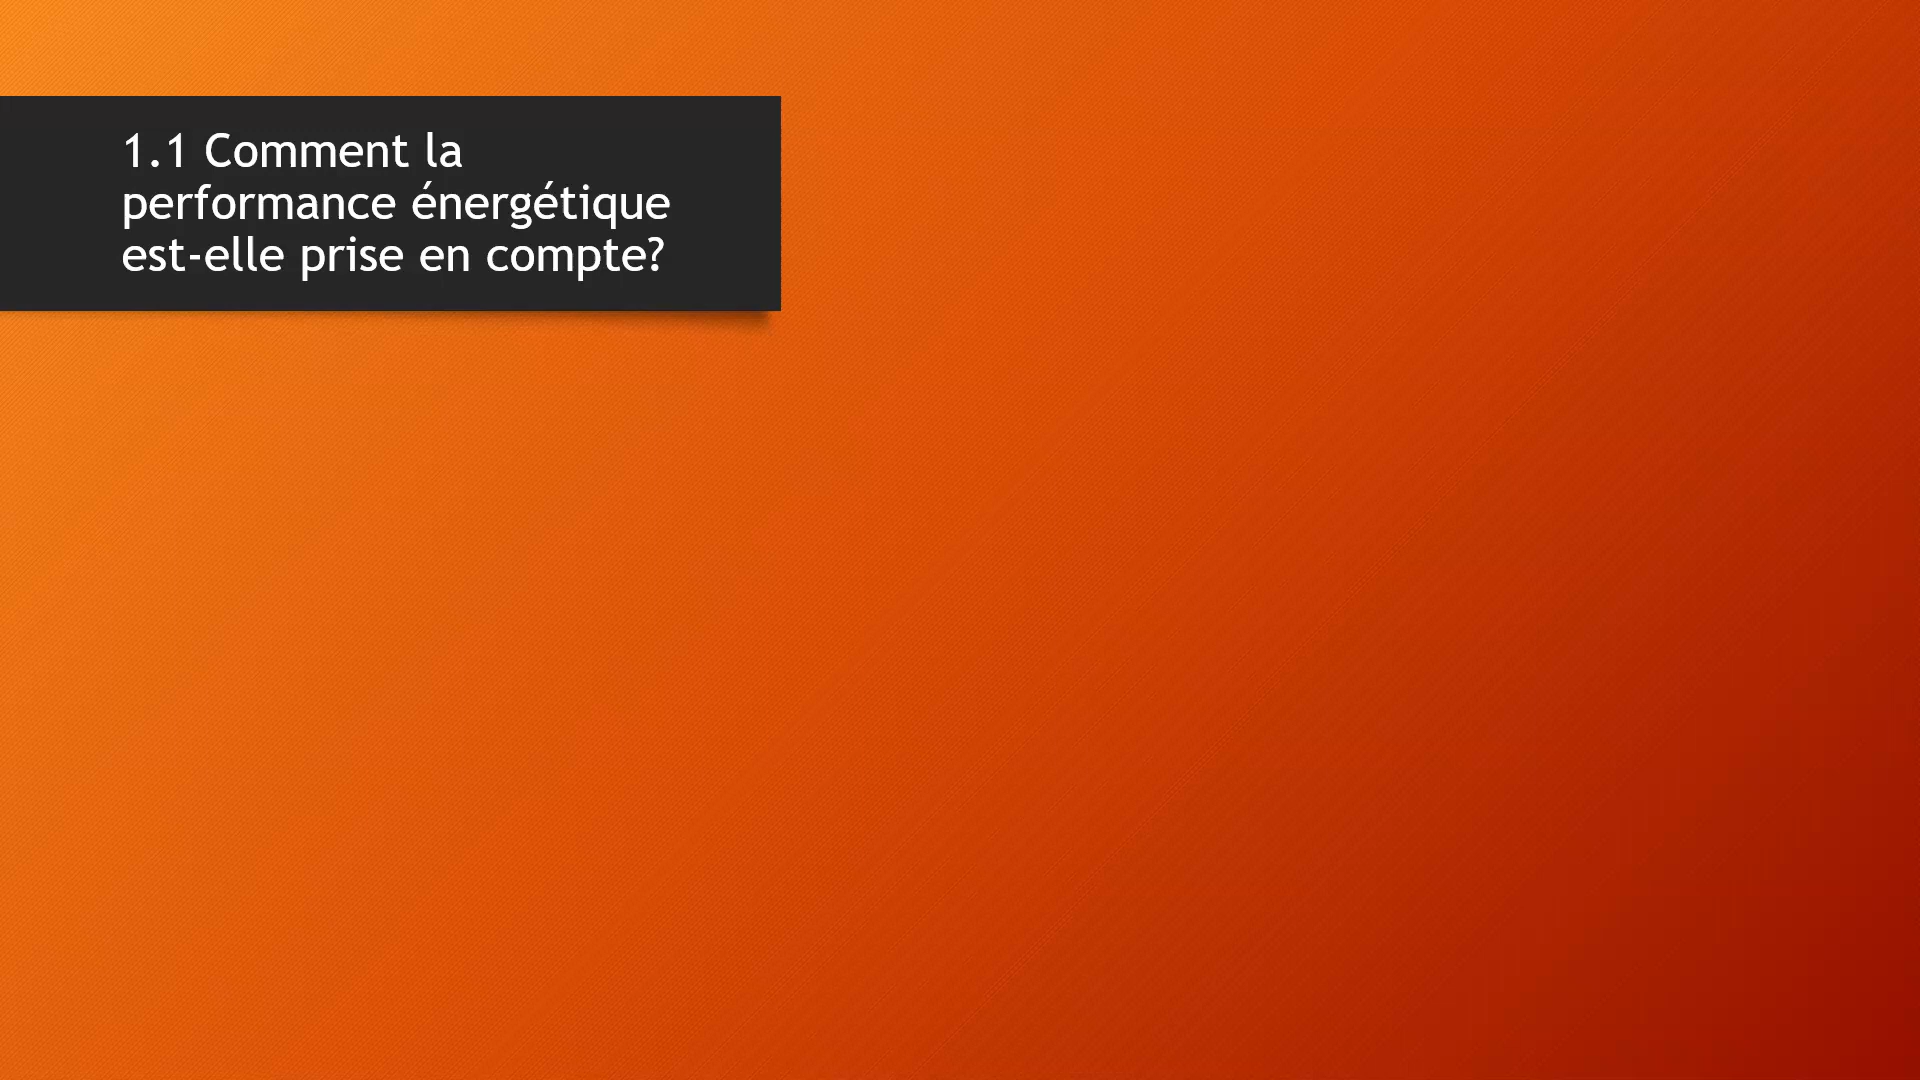 1.1 Comment la
performance énergétique
est-elle prise en compte?